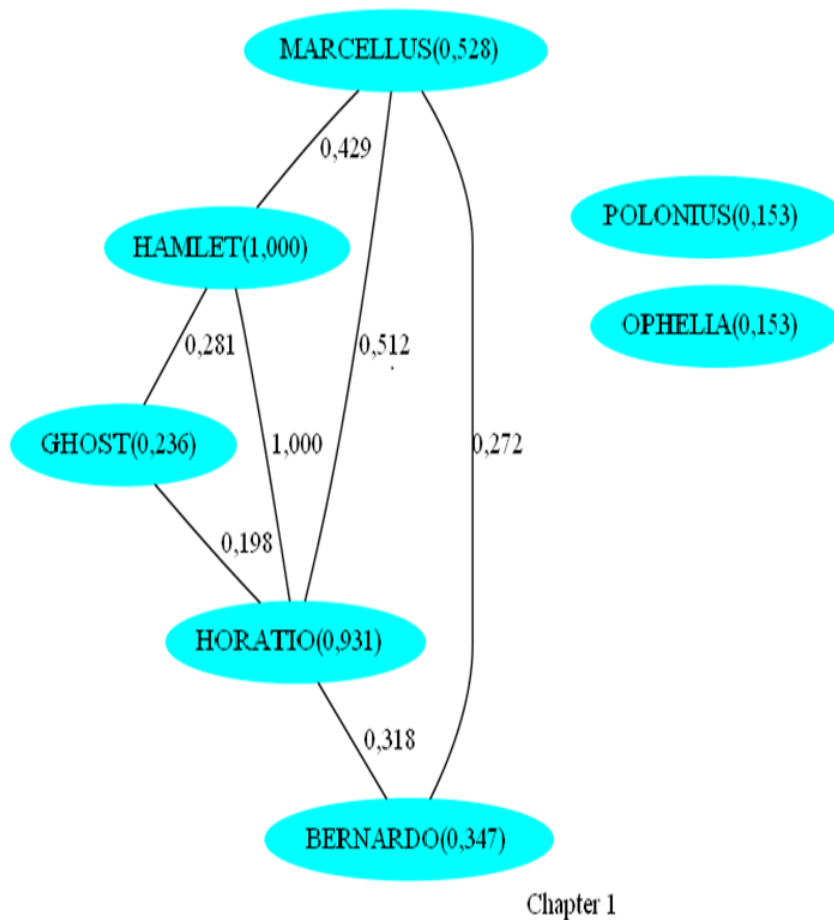 MARCELLUS(0,528)
0,429
POLONIUS(0,153)
HAMLET(1,000)
OPHELIA(0,153)
0,281
0,512
GHOST(0,236)
1,000
0,272
0,198
HORATIO(0,931)
0,318
BERNARDO(0,347)
Chapter 1